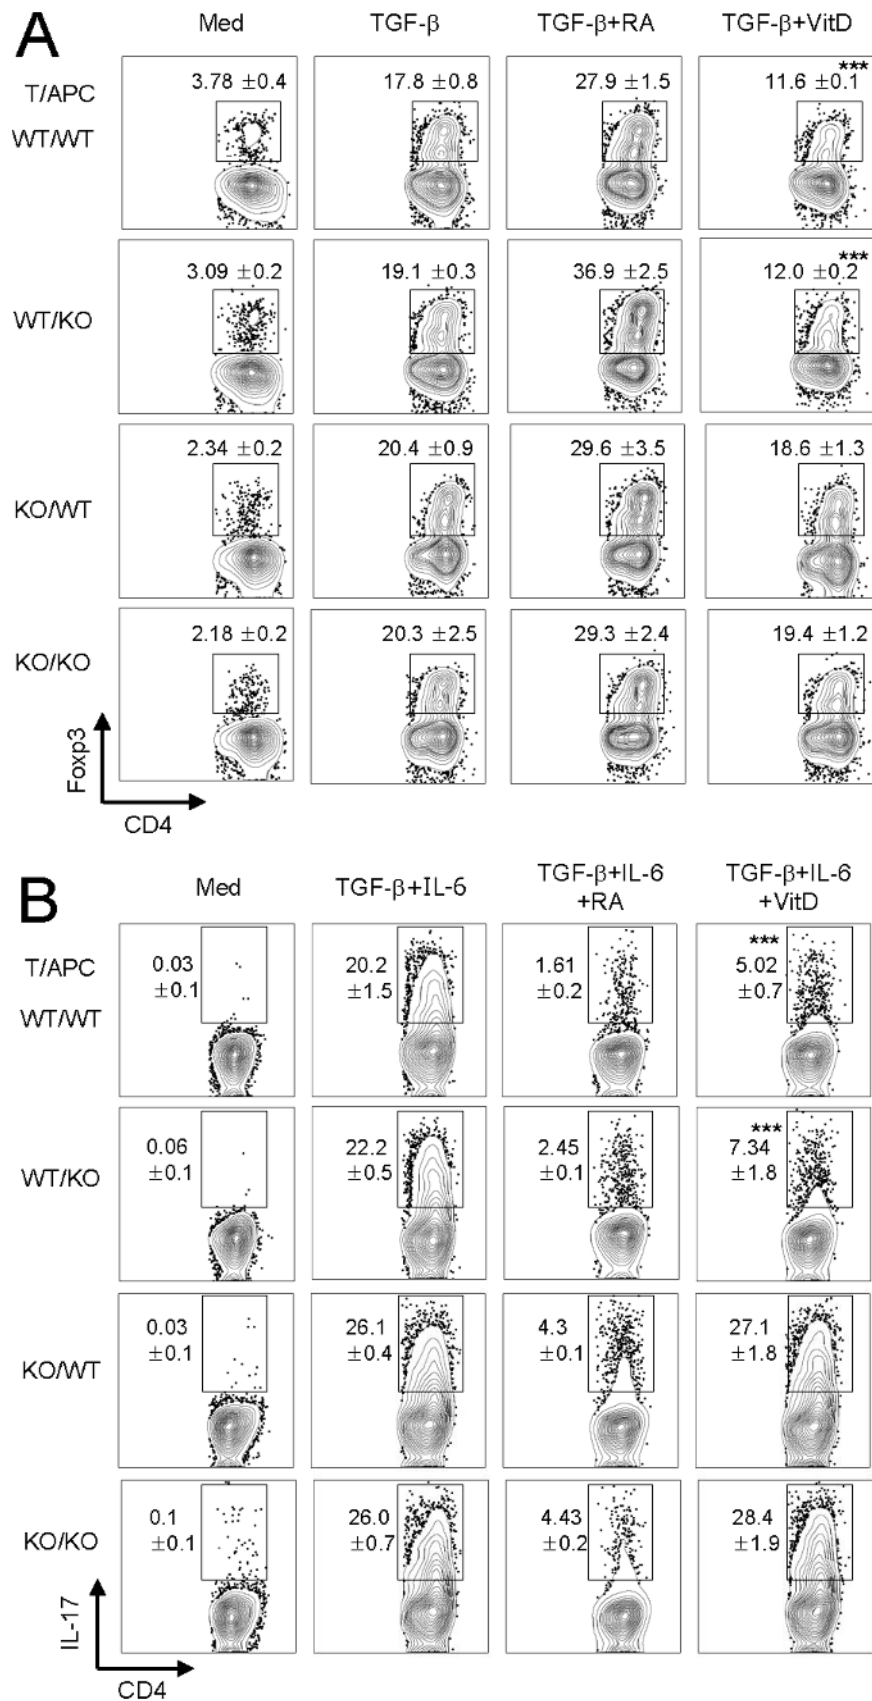 A
Med TGF-β TGF-β+RA TGF-β+VitD
T/APC
WT/WT
3.78 ±0.4 17.8 ±0.8 27.9 ±1.5 11.6 ±0.1 ***
WT/KO
3.09 ±0.2 19.1 ±0.3 36.9 ±2.5 12.0 ±0.2 ***
KO/WT
2.34 ±0.2 20.4 ±0.9 29.6 ±3.5 18.6 ±1.3
KO/KO
2.18 ±0.2 20.3 ±2.5 29.3 ±2.4 19.4 ±1.2
Foxp3
CD4
B
Med TGF-β+IL-6 TGF-β+IL-6 TGF-β+IL-6
+RA +VitD
T/APC
WT/WT
***
0.03 20.2 1.61 5.02
±0.1 ±1.5 ±0.2 ±0.7
WT/KO
***
0.06 22.2 2.45 7.34
±0.1 ±0.5 ±0.1 ±1.8
KO/WT
0.03 26.1 4.3 27.1
±0.1 ±0.4 ±0.1 ±1.8
KO/KO
0.1 26.0 4.43 28.4
±0.1 ±0.7 ±0.2 ±1.9
IL-17
CD4